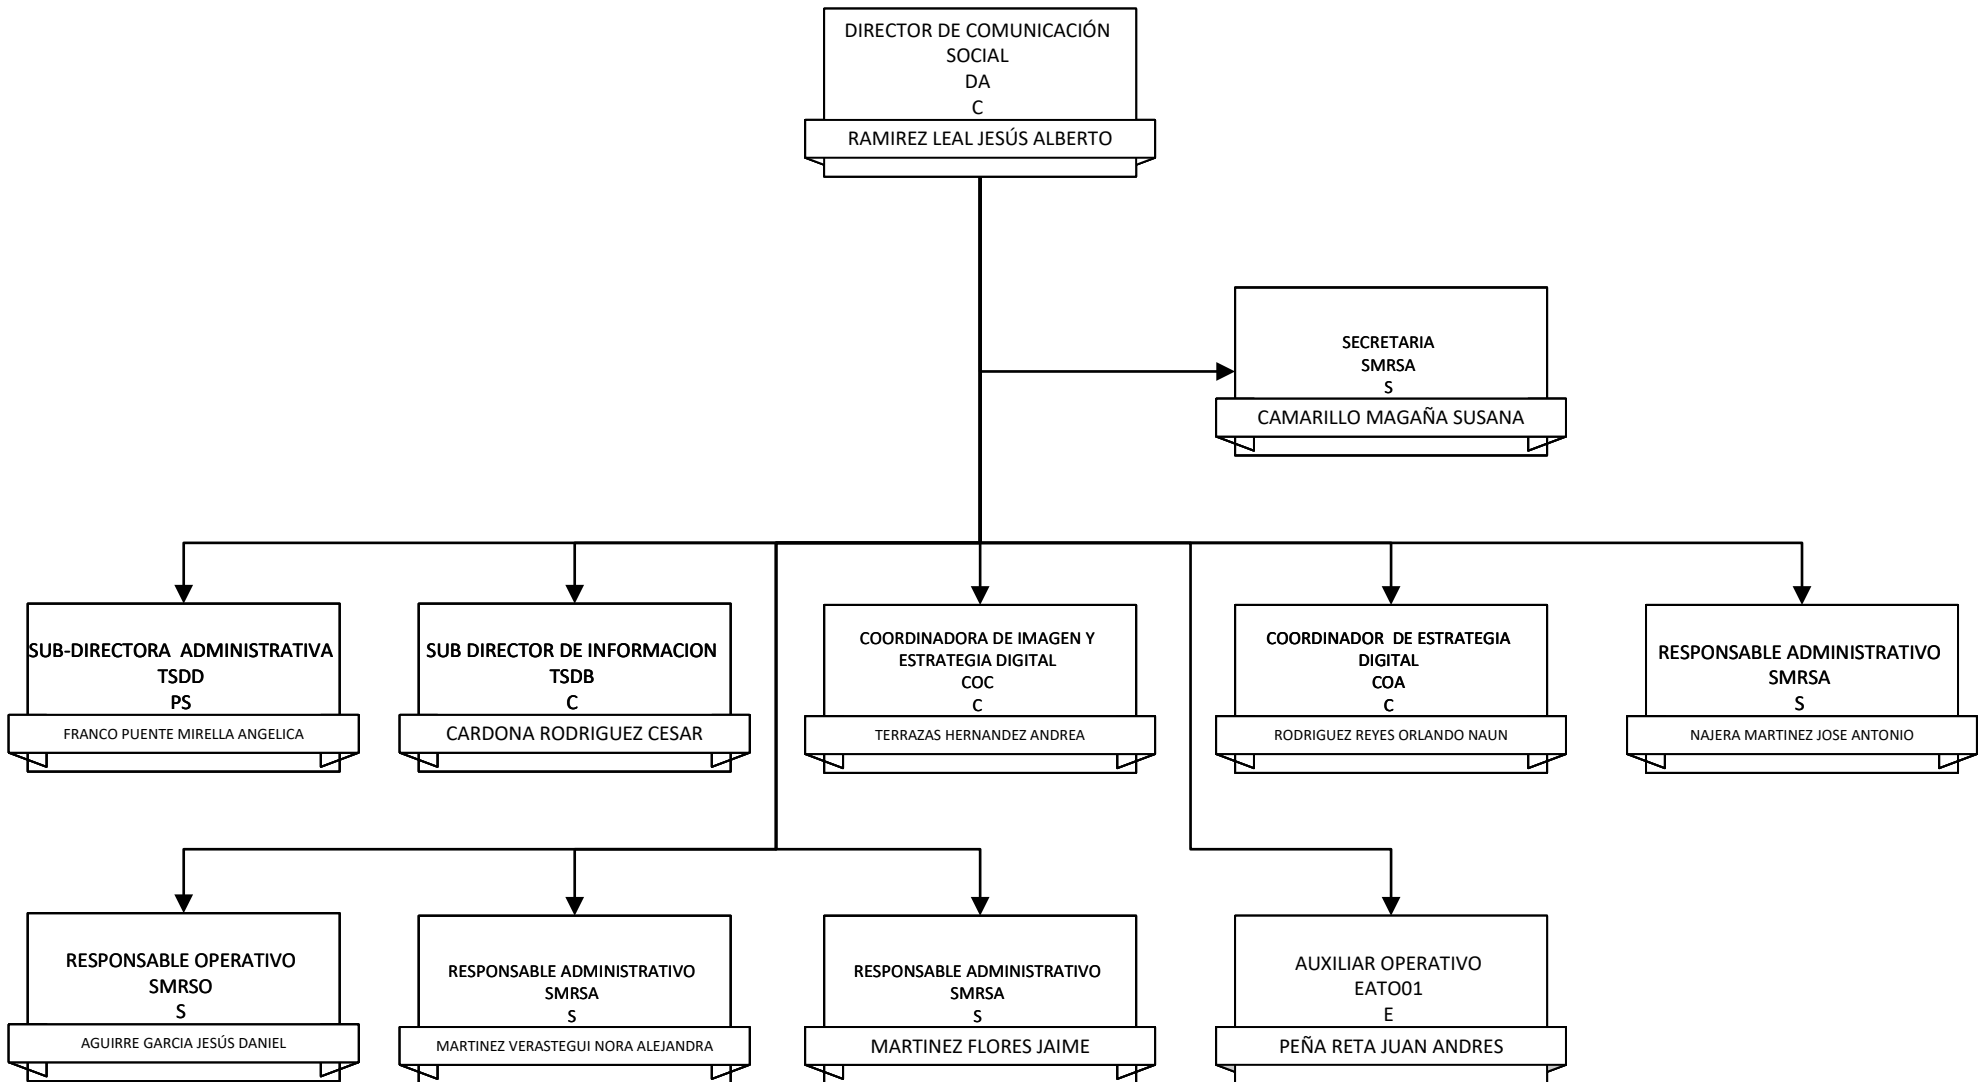 DIRECTOR DE COMUNICACIÓN
SOCIAL
DA
C
RAMIREZ LEAL JESÚS ALBERTO
SECRETARIA
SMRSA
S
CAMARILLO MAGAÑA SUSANA
SUB-DIRECTORA ADMINISTRATIVA
TSDD
PS
FRANCO PUENTE MIRELLA ANGELICA
SUB DIRECTOR DE INFORMACION
TSDB
C
CARDONA RODRIGUEZ CESAR
COORDINADORA DE IMAGEN Y
ESTRATEGIA DIGITAL
COC
C
TERRAZAS HERNANDEZ ANDREA
COORDINADOR DE ESTRATEGIA
DIGITAL
COA
C
RODRIGUEZ REYES ORLANDO NAUN
RESPONSABLE ADMINISTRATIVO
SMRSA
S
NAJERA MARTINEZ JOSE ANTONIO
RESPONSABLE OPERATIVO
SMRSO
S
AGUIRRE GARCIA JESÚS DANIEL
RESPONSABLE ADMINISTRATIVO
SMRSA
S
MARTINEZ VERASTEGUI NORA ALEJANDRA
RESPONSABLE ADMINISTRATIVO
SMRSA
S
MARTINEZ FLORES JAIME
AUXILIAR OPERATIVO
EATO01
E
PEÑA RETA JUAN ANDRES